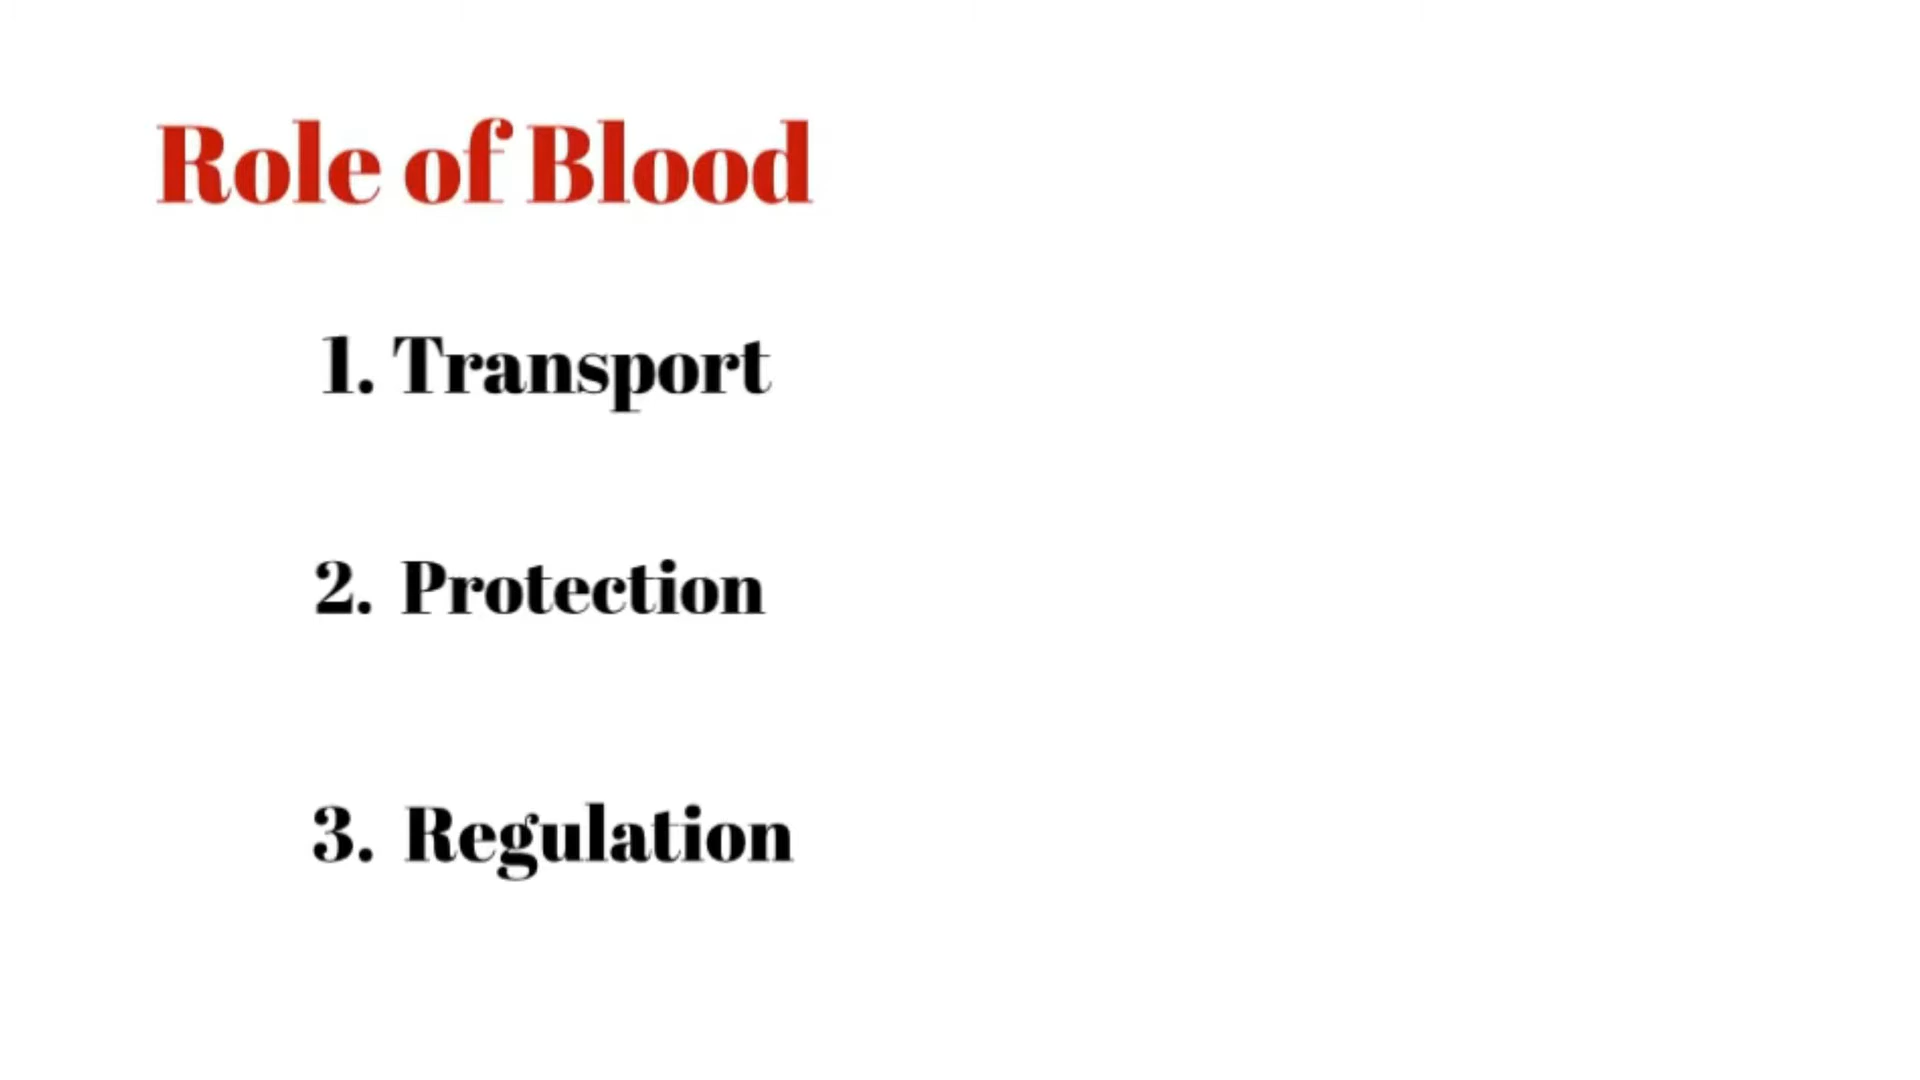 Role of Blood
1. Transport
2. Protection
3. Regulation